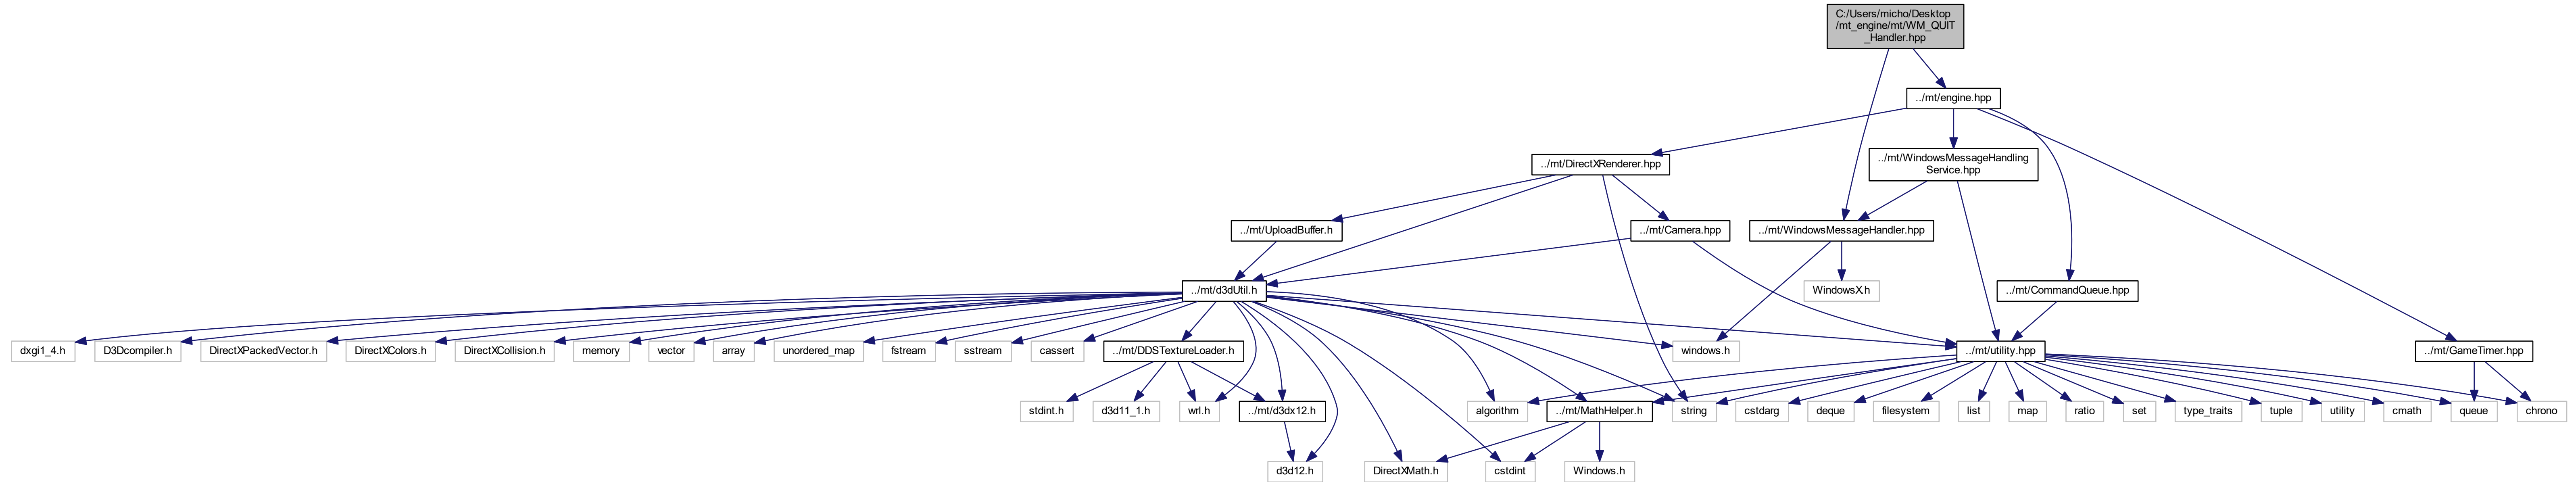 C:/Users/micho/Desktop
/mt_engine/mt/WM_QUIT
_Handler.hpp
../mt/engine.hpp
../mt/DirectXRenderer.hpp
../mt/WindowsMessageHandling
Service.hpp
../mt/UploadBuffer.h
../mt/Camera.hpp
../mt/WindowsMessageHandler.hpp
../mt/d3dUtil.h
WindowsX.h
../mt/CommandQueue.hpp
dxgi1_4.h
D3Dcompiler.h
DirectXPackedVector.h
DirectXColors.h
DirectXCollision.h
memory
vector
array
unordered_map
fstream
sstream
cassert
../mt/DDSTextureLoader.h
windows.h
../mt/utility.hpp
../mt/GameTimer.hpp
stdint.h
d3d11_1.h
wrl.h
../mt/d3dx12.h
algorithm
../mt/MathHelper.h
string
cstdarg
deque
filesystem
list
map
ratio
set
type_traits
tuple
utility
cmath
queue
chrono
d3d12.h
DirectXMath.h
cstdint
Windows.h